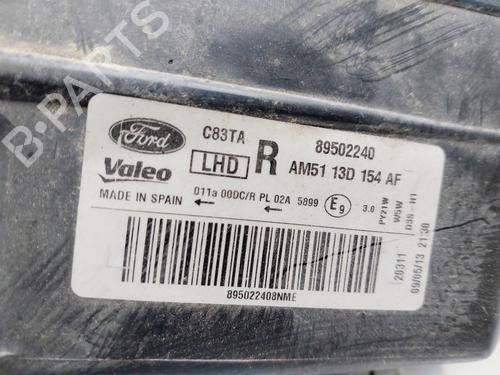 B-PARTS
Ford
C83TA
89502240
Valeo
LHD
R
AM51 13D 154 AF
MADE IN SPAIN
011a 00DC/R PL 02A 5899
E9
3.0
PY21W
W5W
D3S - H1
20311
09/05/13 21:30
895022408NME